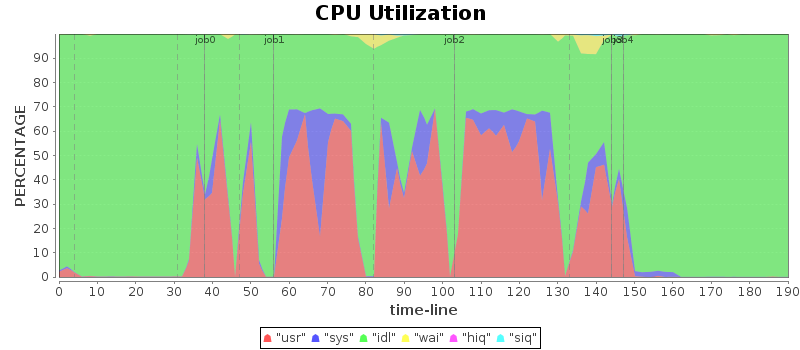 CPU Utilization
job0 job1 job2 job3 job4
PERCENTAGE
90
80
70
60
50
40
30
20
10
0
0 10 20 30 40 50 60 70 80 90 100 110 120 130 140 150 160 170 180 190
time-line
"usr" "sys" "idl" "wai" "hiq" "siq"